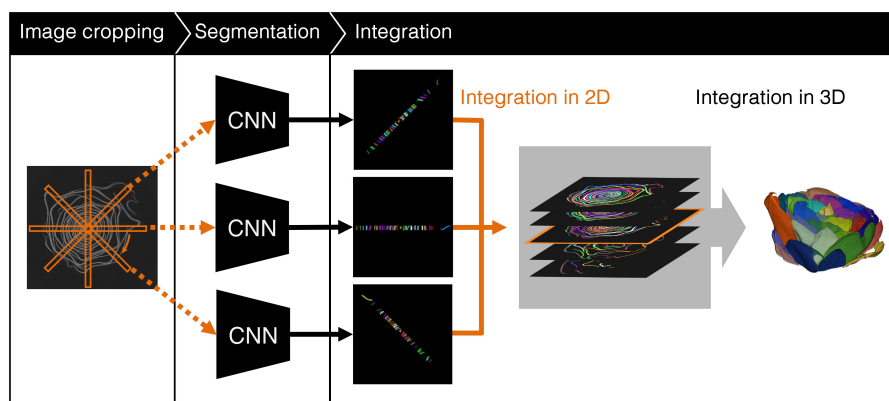 Image cropping
Segmentation
Integration
Integration in 2D
Integration in 3D
CNN
CNN
CNN